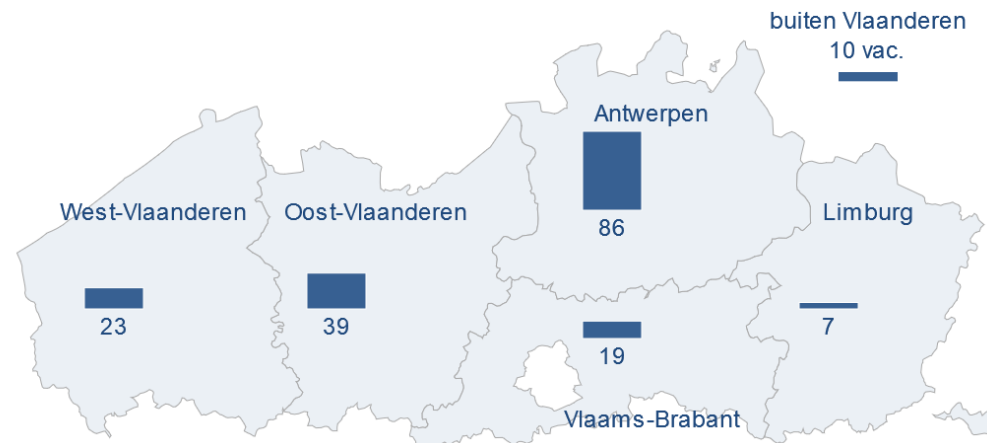 buiten Vlaanderen
10 vac.
Antwerpen
86
West-Vlaanderen
23
Oost-Vlaanderen
39
Limburg
7
19
Vlaams-Brabant